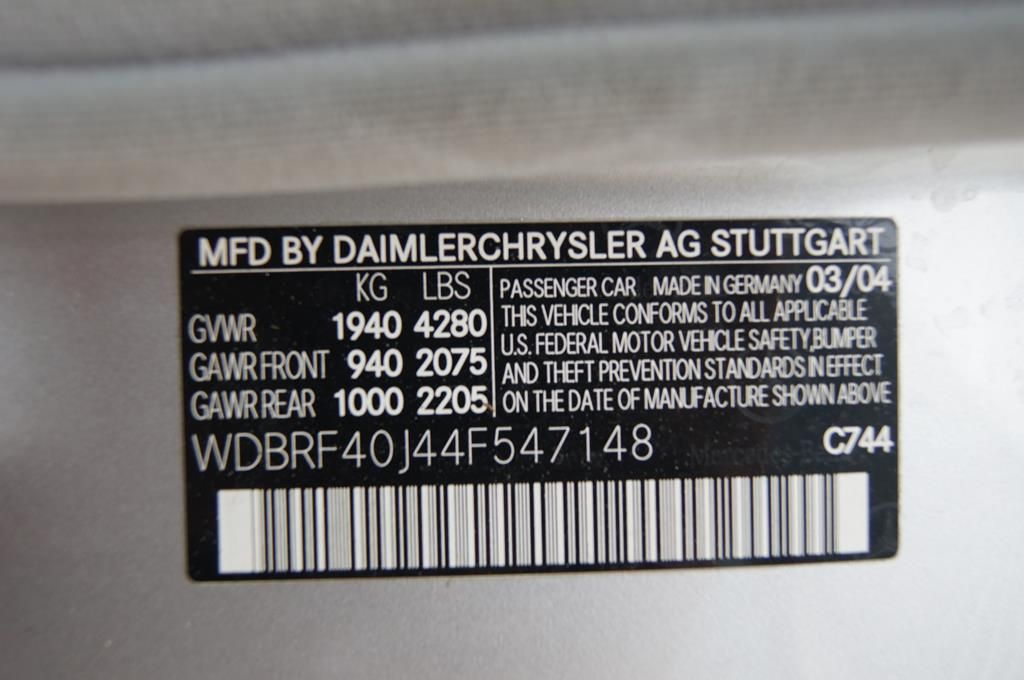 MFD BY DAIMLERCHRYSLER AG STUTTGART
KG LBS
GVWR 1940 4280
GAWR FRONT 940 2075
GAWR REAR 1000 2205
PASSENGER CAR MADE IN GERMANY 03/04
THIS VEHICLE CONFORMS TO ALL APPLICABLE
U.S. FEDERAL MOTOR VEHICLE SAFETY,BUMPER
AND THEFT PREVENTION STANDARDS IN EFFECT
ON THE DATE OF MANUFACTURE SHOWN ABOVE
WDBRF40J44F547148 C744